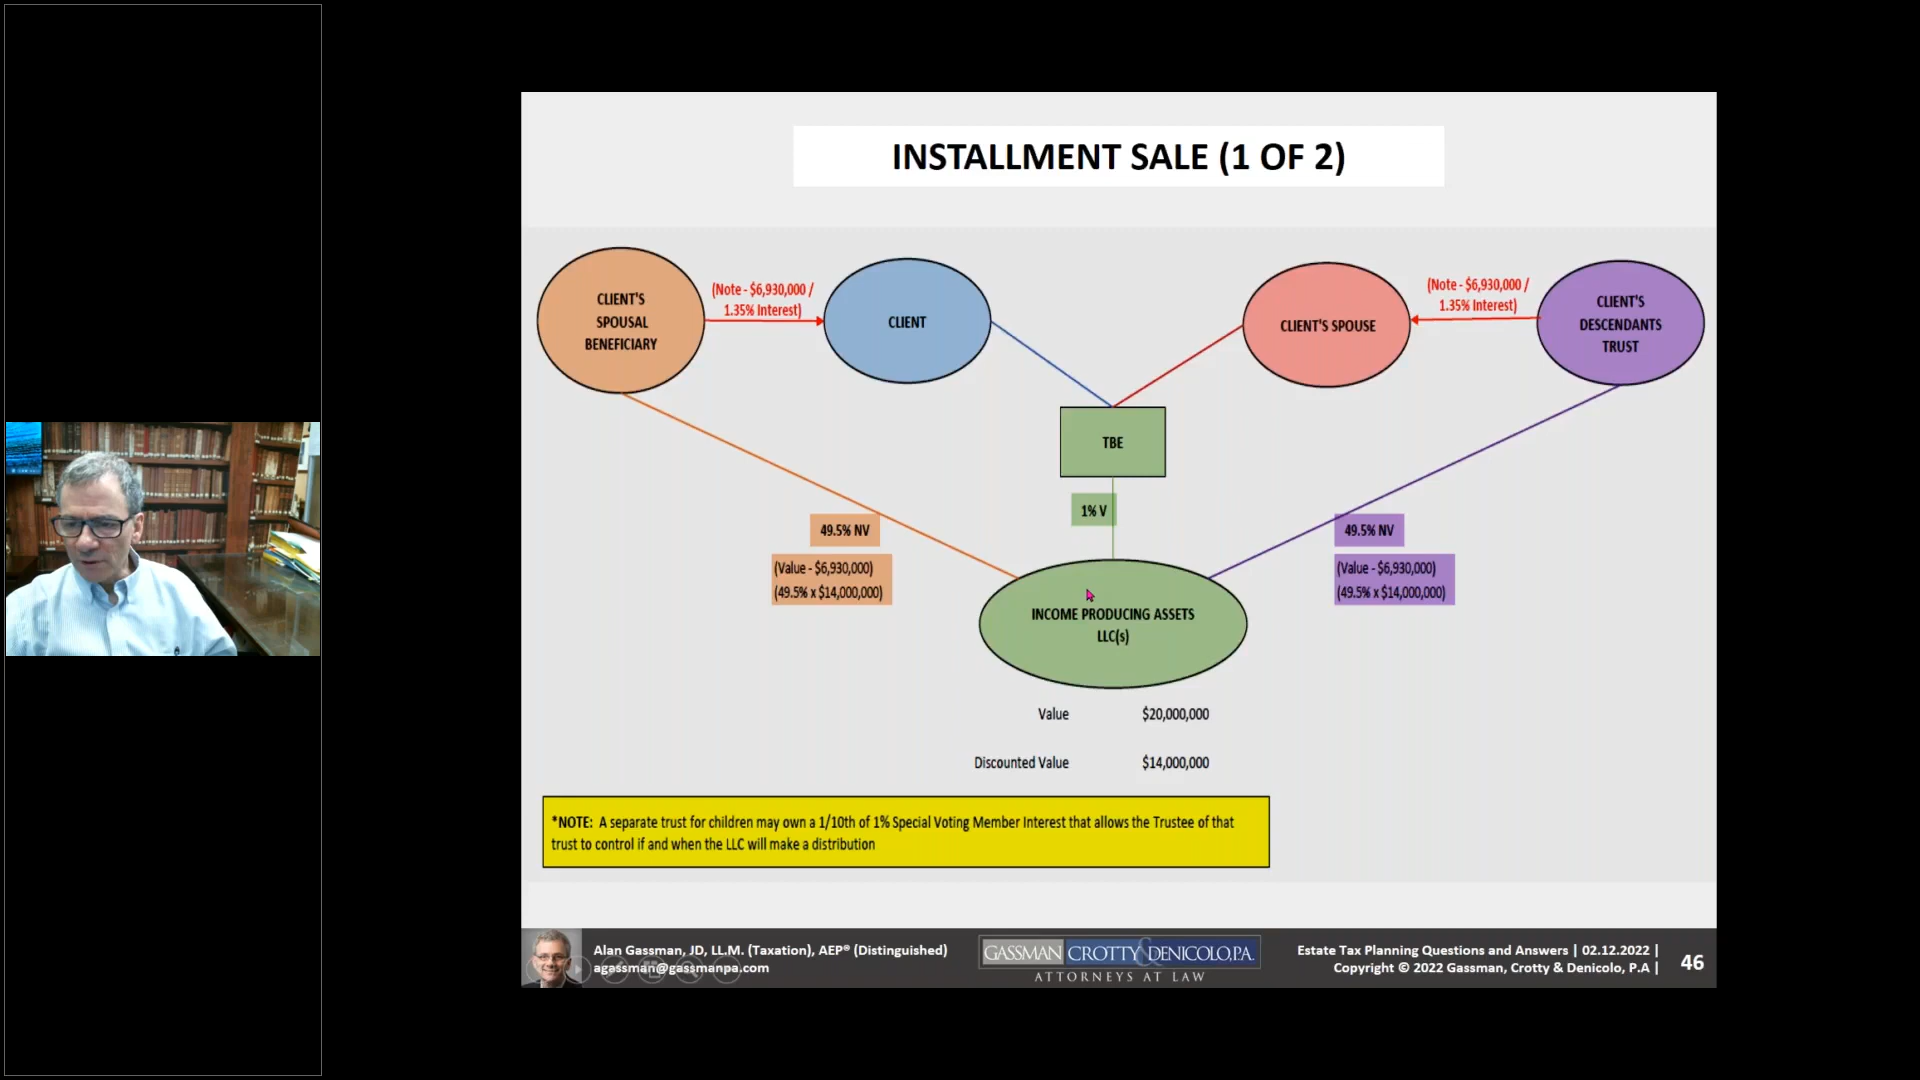 INSTALLMENT SALE (1 OF 2)
CLIENT'S
SPOUSAL
BENEFICIARY
(Note - $6,930,000 /
1.35% Interest)
CLIENT
CLIENT'S SPOUSE
(Note - $6,930,000 /
1.35% Interest)
CLIENT'S
DESCENDANTS
TRUST
TBE
1% V
49.5% NV
(Value - $6,930,000)
(49.5% x $14,000,000)
49.5% NV
(Value - $6,930,000)
(49.5% x $14,000,000)
INCOME PRODUCING ASSETS
LLC(s)
Value $20,000,000
Discounted Value $14,000,000
*NOTE: A separate trust for children may own a 1/10th of 1% Special Voting Member Interest that allows the Trustee of that
trust to control if and when the LLC will make a distribution
Alan Gassman, JD, LL.M. (Taxation), AEP® (Distinguished)
agassman@gassmanpa.com
GASSMAN CROTTY & DENICOLO, P.A.
ATTORNEYS AT LAW
Estate Tax Planning Questions and Answers | 02.12.2022 |
Copyright © 2022 Gassman, Crotty & Denicolo, P.A |
46